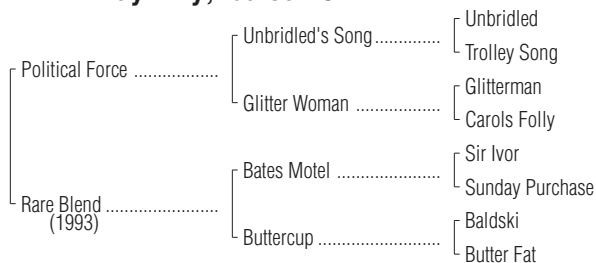 Unbridled
Unbridled's Song
Trolley Song
Political Force
Glitterman
Glitter Woman
Carols Folly
Sir Ivor
Bates Motel
Sunday Purchase
Rare Blend
(1993)
Baldski
Buttercup
Butter Fat